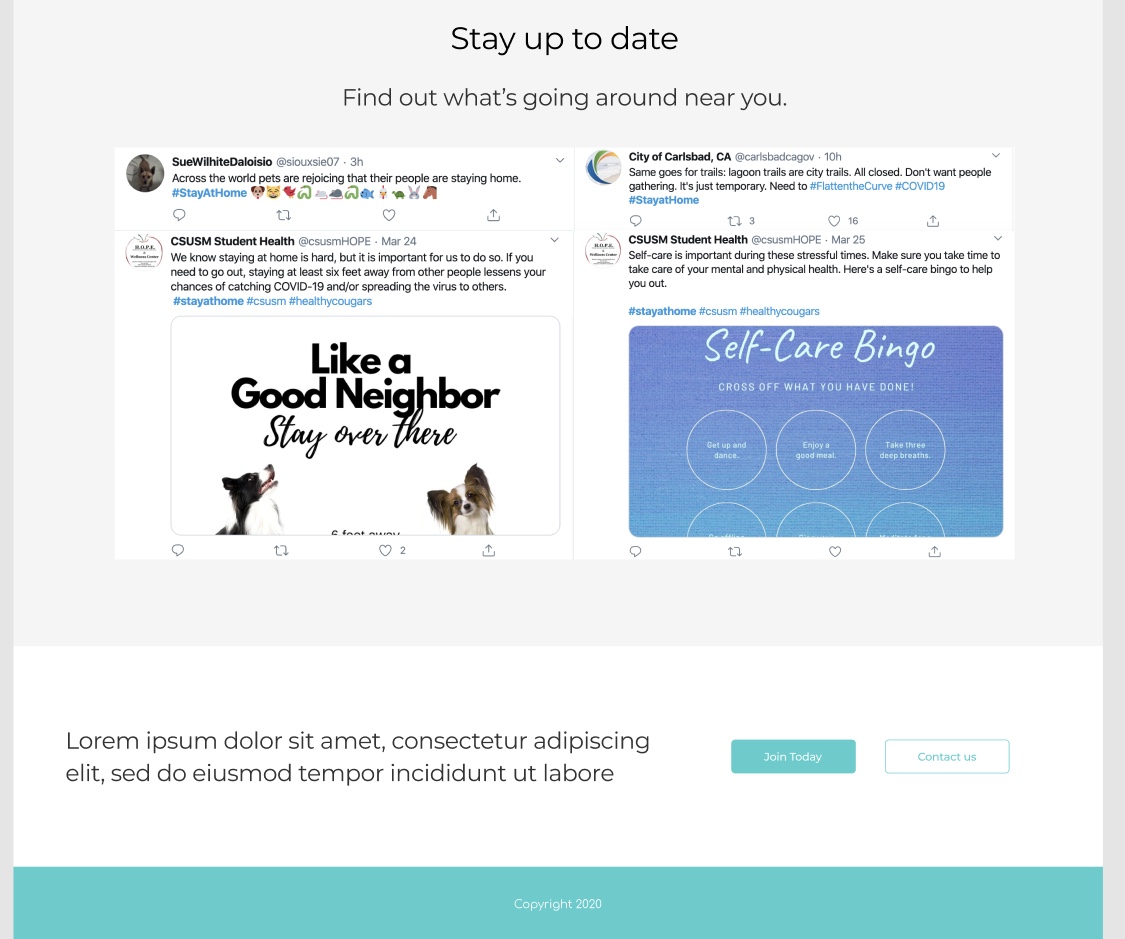 Stay up to date
Find out what’s going around near you.
SueWilhiteDaloisio @siouxsie07 · 3h
Across the world pets are rejoicing that their people are staying home.
#StayAtHome
City of Carlsbad, CA @carlsbadcagov · 10h
Same goes for trails: lagoon trails are city trails. All closed. Don't want people
gathering. It's just temporary. Need to #FlattentheCurve #COVID19
#StayatHome
3 16
H.O.P.E.
&
Wellness Center
CSUSM Student Health @csusmHOPE · Mar 24
We know staying at home is hard, but it is important for us to do so. If you
need to go out, staying at least six feet away from other people lessens your
chances of catching COVID-19 and/or spreading the virus to others.
#stayathome #csusm #healthycougars
Like a
Good Neighbor
Stay over there
6 feet away
2
H.O.P.E.
&
Wellness Center
CSUSM Student Health @csusmHOPE · Mar 25
Self-care is important during these stressful times. Make sure you take time to
take care of your mental and physical health. Here's a self-care bingo to help
you out.
#stayathome #csusm #healthycougars
Self-Care Bingo
CROSS OFF WHAT YOU HAVE DONE!
Get up and
dance.
Enjoy a
good meal.
Take three
deep breaths.
Lorem ipsum dolor sit amet, consectetur adipiscing
elit, sed do eiusmod tempor incididunt ut labore
Join Today
Contact us
Copyright 2020